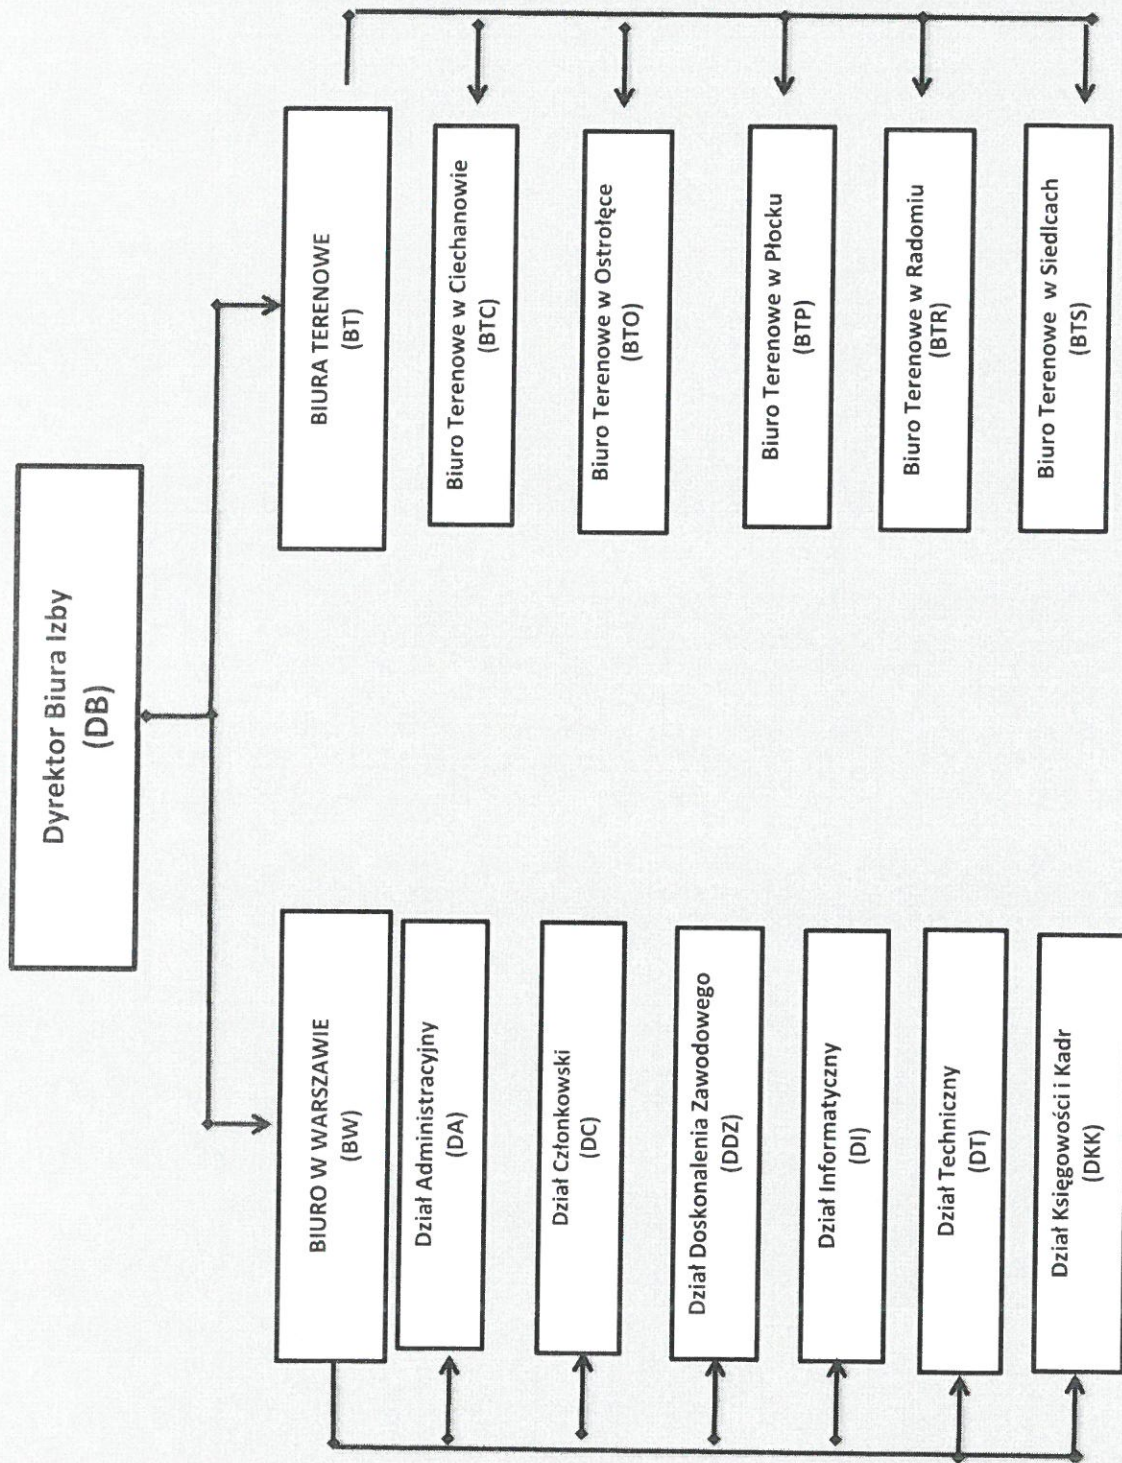 Dyrektor Biura Izby
(DB)
BIURO W WARSZAWIE
(BW)
Dział Administracyjny
(DA)
Dział Członkowski
(DC)
Dział Doskonalenia Zawodowego
(DDZ)
Dział Informatyczny
(DI)
Dział Techniczny
(DT)
Dział Księgowości i Kadr
(DKK)
BIURA TERENOWE
(BT)
Biuro Terenowe w Ciechanowie
(BTC)
Biuro Terenowe w Ostrołęce
(BTO)
Biuro Terenowe w Płocku
(BTP)
Biuro Terenowe w Radomiu
(BTR)
Biuro Terenowe w Siedlcach
(BTS)